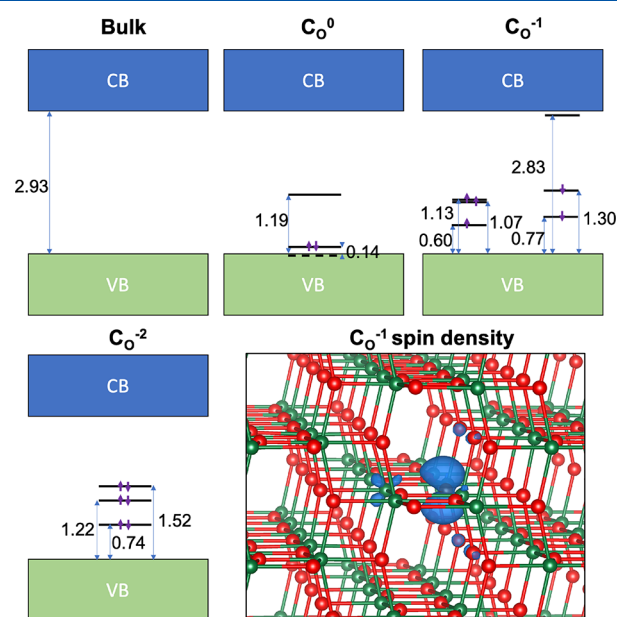 Bulk
C_O^0
C_O^-1
CB
CB
CB
2.93
1.19
0.14
2.83
1.13
1.07
0.60
0.77
1.30
VB
VB
VB
C_O^-2
C_O^-1 spin density
CB
1.22
0.74
1.52
VB